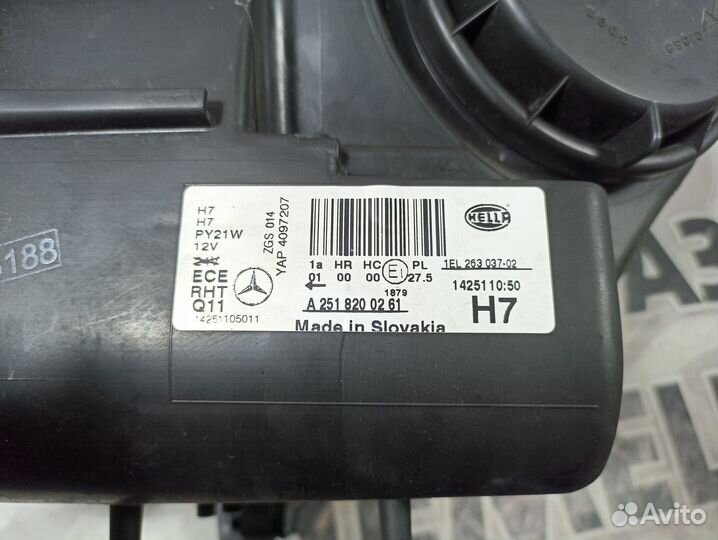 H7
H7
PY21W
12V
ECE
RHT
Q11
14251105011
ZGS 014
YAP 4097207
1a HR HC E1 PL
01 00 00 27.5
1879
A 251 820 02 61
Made in Slovakia
HELLA
1EL 263 037-02
1425110:50
H7
188
Avito